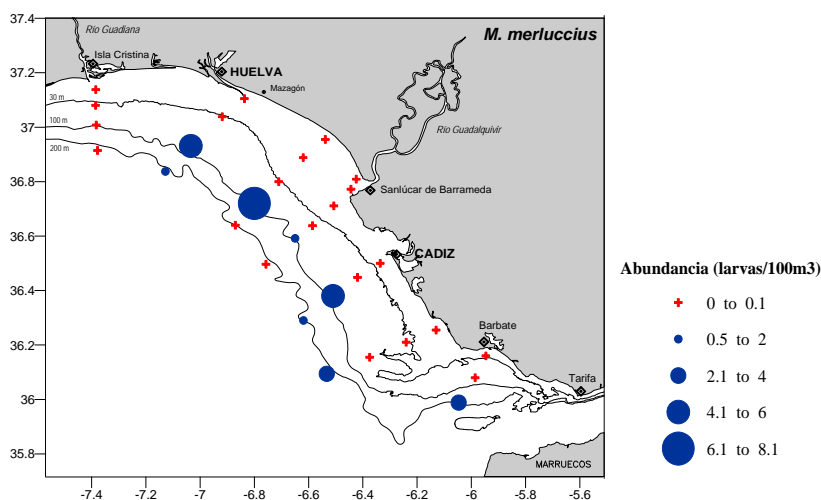 37.4
37.2
37
36.8
36.6
36.4
36.2
36
35.8
-7.4
-7.2
-7
-6.8
-6.6
-6.4
-6.2
-6
-5.8
-5.6
M. merluccius
Río Guadiana
Isla Cristina
HUELVA
Mazagón
30 m
100 m
200 m
Río Guadalquivir
Sanlúcar de Barrameda
CADIZ
Barbate
Tarifa
MARRUECOS
Abundancia (larvas/100m3)
0 to 0.1
0.5 to 2
2.1 to 4
4.1 to 6
6.1 to 8.1